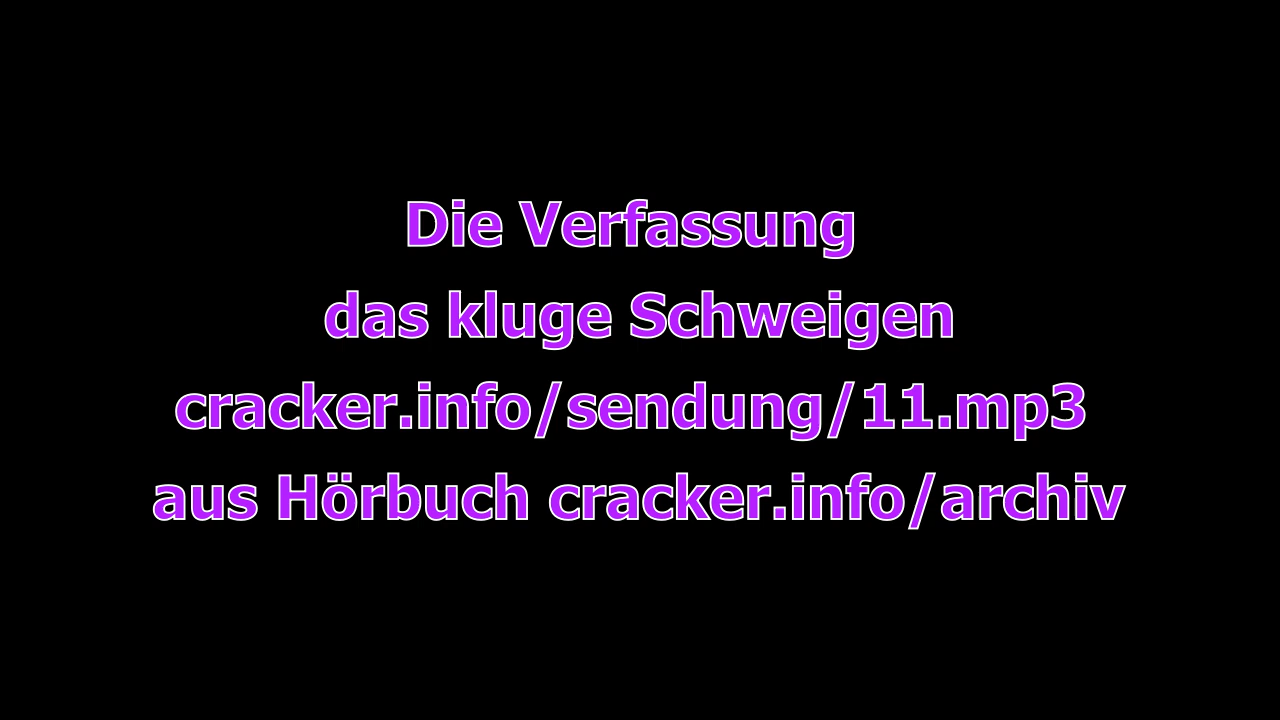 Die Verfassung
das kluge Schweigen
cracker.info/sendung/11.mp3
aus Hörbuch cracker.info/archiv